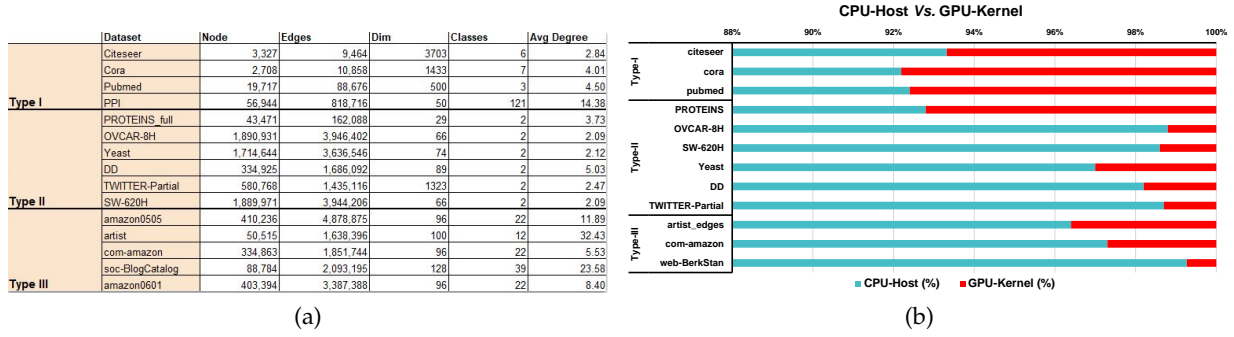 Dataset Node Edges Dim Classes Avg Degree
Citeseer 3,327 9,464 3703 6 2.84
Cora 2,708 10,858 1433 7 4.01
Pubmed 19,717 88,676 500 3 4.50
Type I PPI 56,944 818,716 50 121 14.38
PROTEINS_full 43,471 162,088 29 2 3.73
OVCAR-8H 1,890,931 3,946,402 66 2 2.09
Yeast 1,714,644 3,636,546 74 2 2.12
DD 334,925 1,686,092 89 2 5.03
TWITTER-Partial 580,768 1,435,116 1323 2 2.47
Type II SW-620H 1,889,971 3,944,206 66 2 2.09
amazon0505 410,236 4,878,875 96 22 11.89
artist 50,515 1,638,396 100 12 32.43
com-amazon 334,863 1,851,744 96 22 5.53
soc-BlogCatalog 88,784 2,093,195 128 39 23.58
Type III amazon0601 403,394 3,387,388 96 22 8.40
(a)
CPU-Host Vs. GPU-Kernel
88% 90% 92% 94% 96% 98% 100%
Type-I
citeseer
cora
pubmed
Type-II
PROTEINS
OVCAR-8H
SW-620H
Yeast
DD
TWITTER-Partial
Type-III
artist_edges
com-amazon
web-BerkStan
CPU-Host (%) GPU-Kernel (%)
(b)